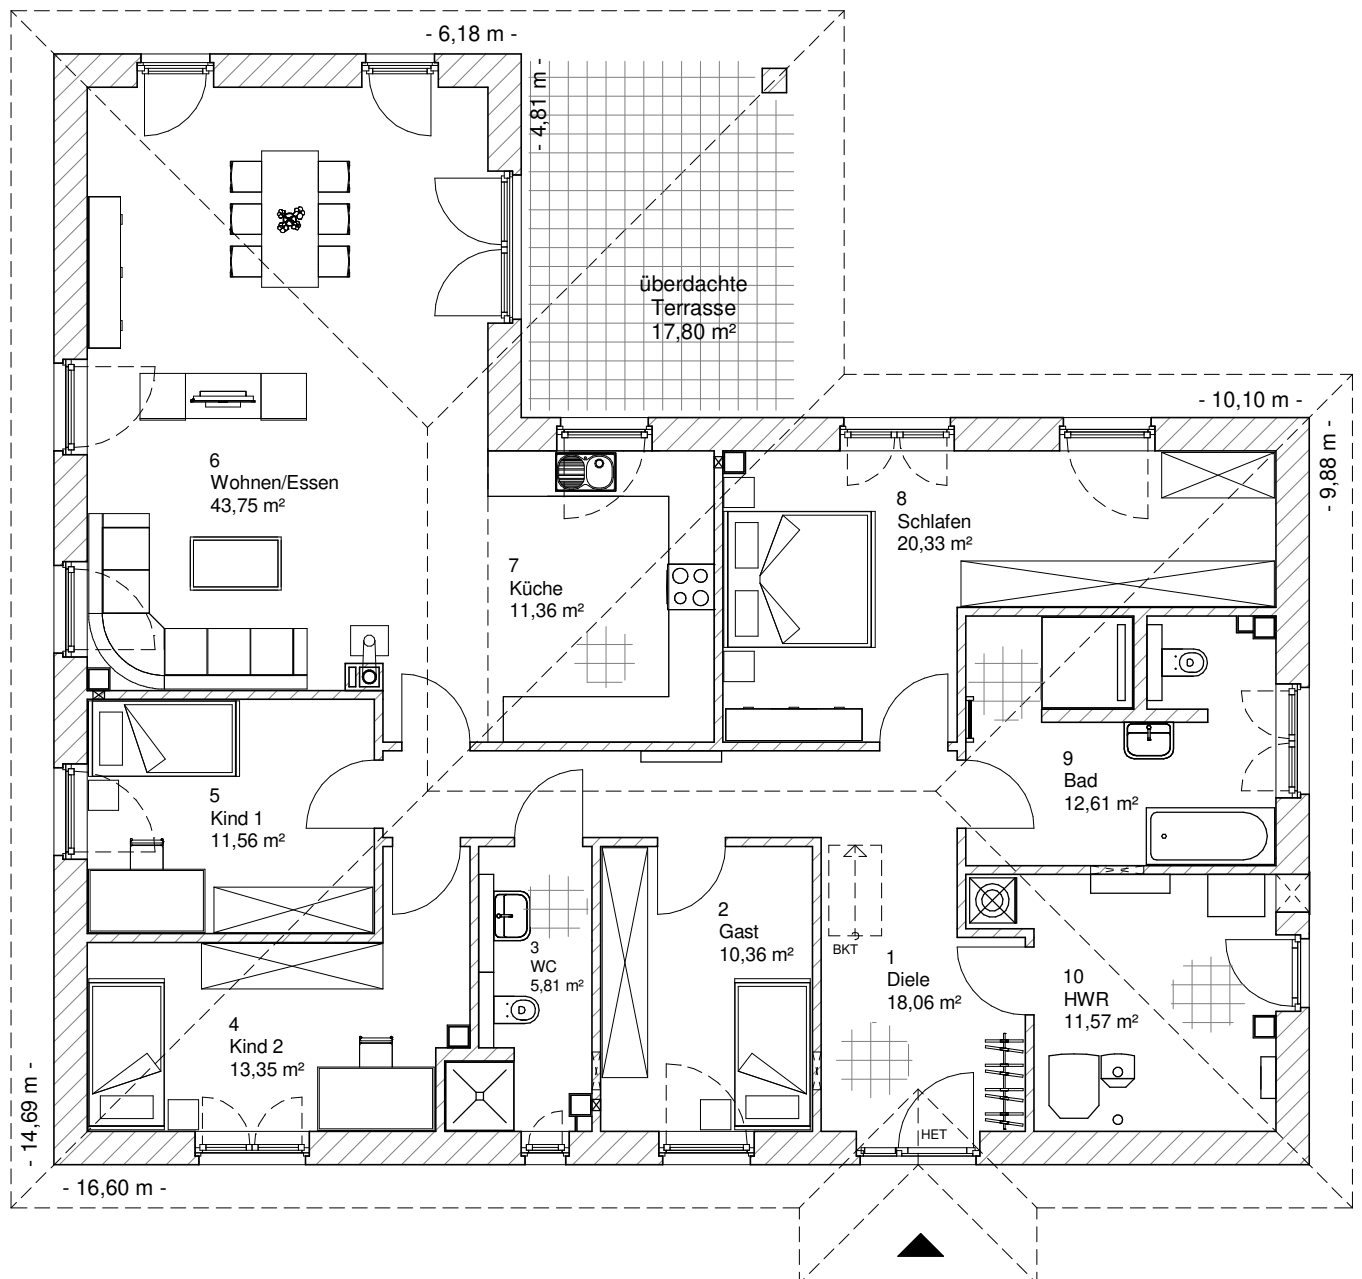 - 6,18 m -
- 4,81 m -
überdachte
Terrasse
17,80 m²
- 10,10 m -
- 9,88 m -
6
Wohnen/Essen
43,75 m²
8
Schlafen
20,33 m²
7
Küche
11,36 m²
9
Bad
12,61 m²
5
Kind 1
11,56 m²
2
Gast
10,36 m²
3
WC
5,81 m²
BKT
1
Diele
18,06 m²
10
HWR
11,57 m²
4
Kind 2
13,35 m²
HET
- 14,69 m -
- 16,60 m -